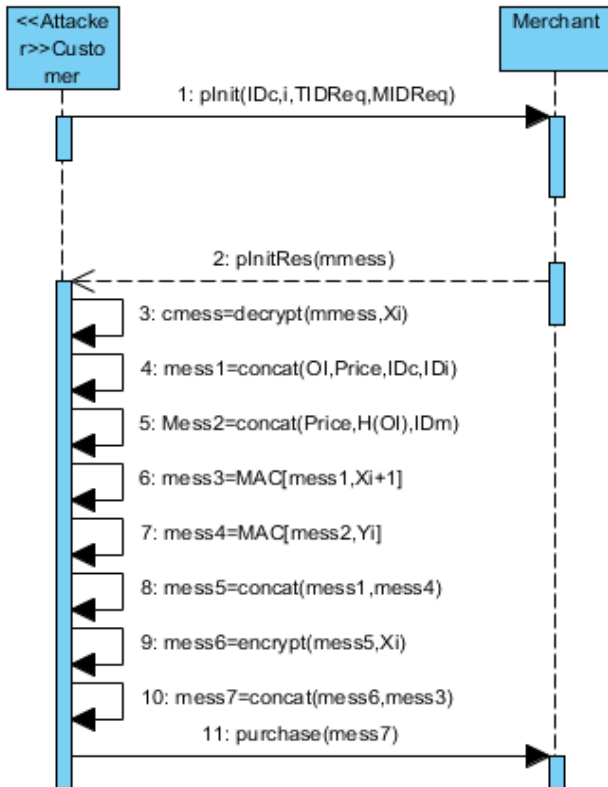 <<Attacke
r>>Custo
mer
Merchant
1: pInit(IDc,i,TIDReq,MIDReq)
2: pInitRes(mmess)
3: cmess=decrypt(mmess,Xi)
4: mess1=concat(OI,Price,IDc,IDi)
5: Mess2=concat(Price,H(OI),IDm)
6: mess3=MAC[mess1,Xi+1]
7: mess4=MAC[mess2,Yi]
8: mess5=concat(mess1,mess4)
9: mess6=encrypt(mess5,Xi)
10: mess7=concat(mess6,mess3)
11: purchase(mess7)